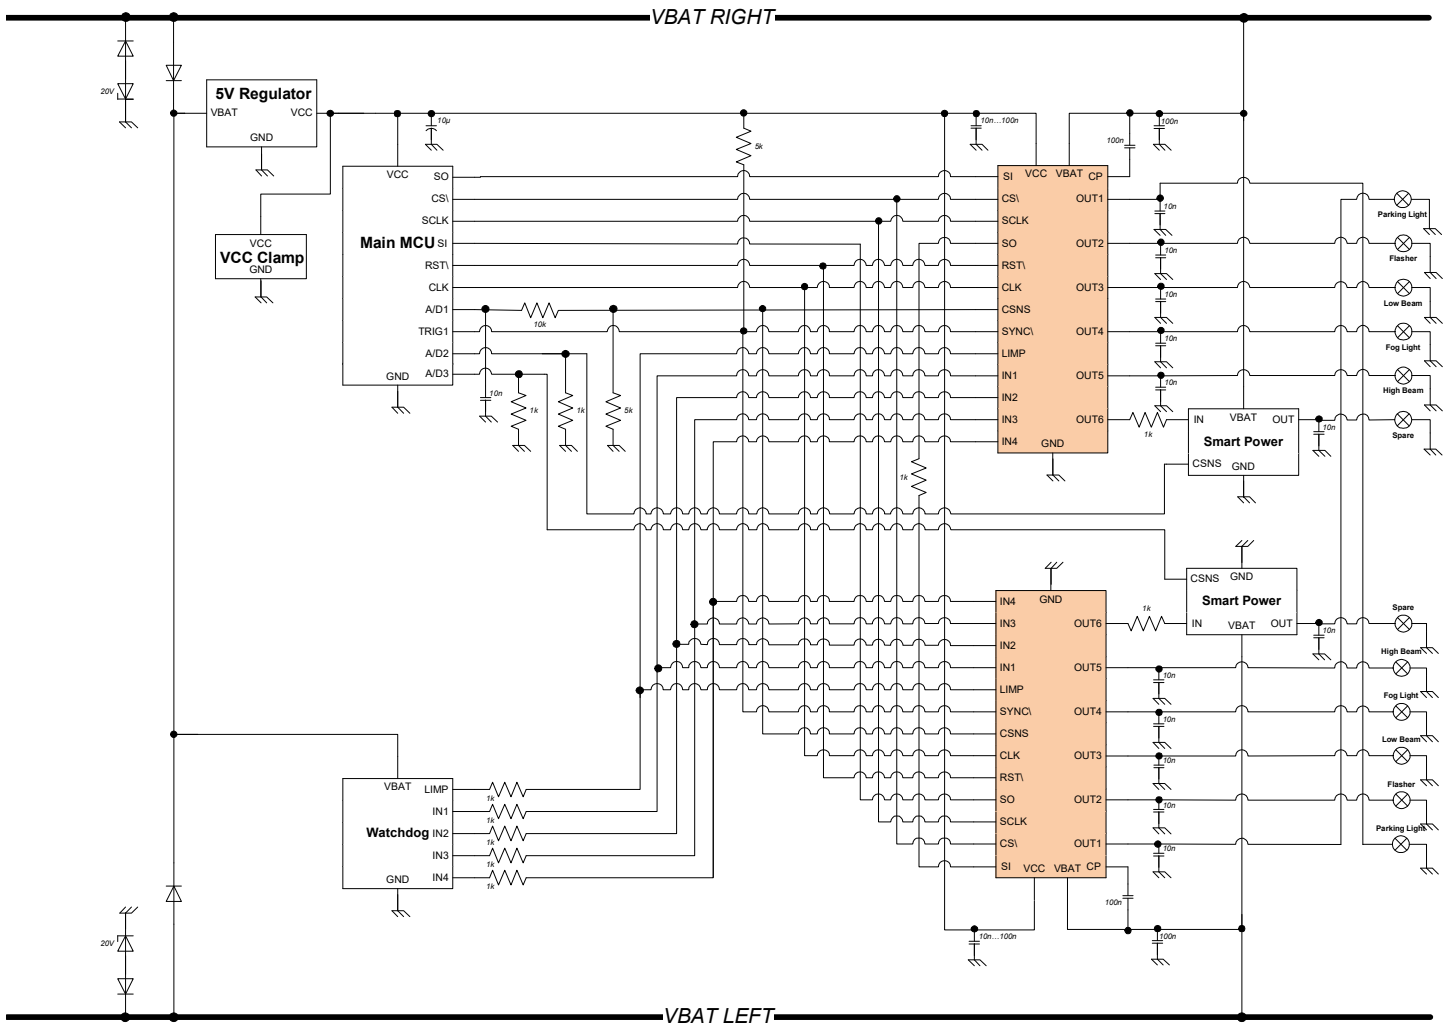 VBAT RIGHT
20V
5V Regulator
VBAT VCC
GND
10µ
5k
10n...100n
100n
100n
VCC
VCC Clamp
GND
VCC
Main MCU
SO
CS\
SCLK
SI
RST\
CLK
A/D1
TRIG1
A/D2
A/D3
GND
10k
10n
1k
1k
5k
VCC VBAT CP
SI
CS\
SCLK
SO
RST\
CLK
CSNS
SYNC\
LIMP
IN1
IN2
IN3
IN4
GND
OUT1
OUT2
OUT3
OUT4
OUT5
OUT6
10n
10n
10n
10n
10n
1k
Parking Light
Flasher
Low Beam
Fog Light
High Beam
Spare
IN VBAT OUT
Smart Power
CSNS GND
10n
1k
CSNS GND
Smart Power
IN VBAT OUT
10n
1k
GND
IN4
IN3
IN2
IN1
LIMP
SYNC\
CSNS
CLK
RST\
SO
SCLK
CS\
SI
VCC VBAT CP
OUT6
OUT5
OUT4
OUT3
OUT2
OUT1
10n
10n
10n
10n
10n
Spare
High Beam
Fog Light
Low Beam
Flasher
Parking Light
VBAT
Watchdog
LIMP
IN1
IN2
IN3
IN4
GND
1k
1k
1k
1k
1k
100n
10n...100n
100n
20V
VBAT LEFT